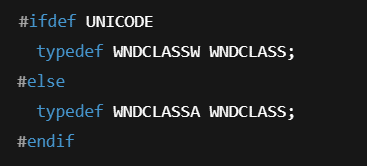 #ifdef UNICODE
  typedef WNDCLASSW WNDCLASS;
#else
  typedef WNDCLASSA WNDCLASS;
#endif